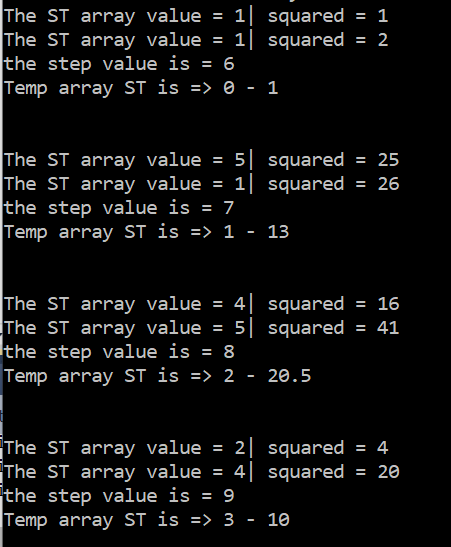 The ST array value = 1| squared = 1
The ST array value = 1| squared = 2
the step value is = 6
Temp array ST is => 0 - 1
The ST array value = 5| squared = 25
The ST array value = 1| squared = 26
the step value is = 7
Temp array ST is => 1 - 13
The ST array value = 4| squared = 16
The ST array value = 5| squared = 41
the step value is = 8
Temp array ST is => 2 - 20.5
The ST array value = 2| squared = 4
The ST array value = 4| squared = 20
the step value is = 9
Temp array ST is => 3 - 10